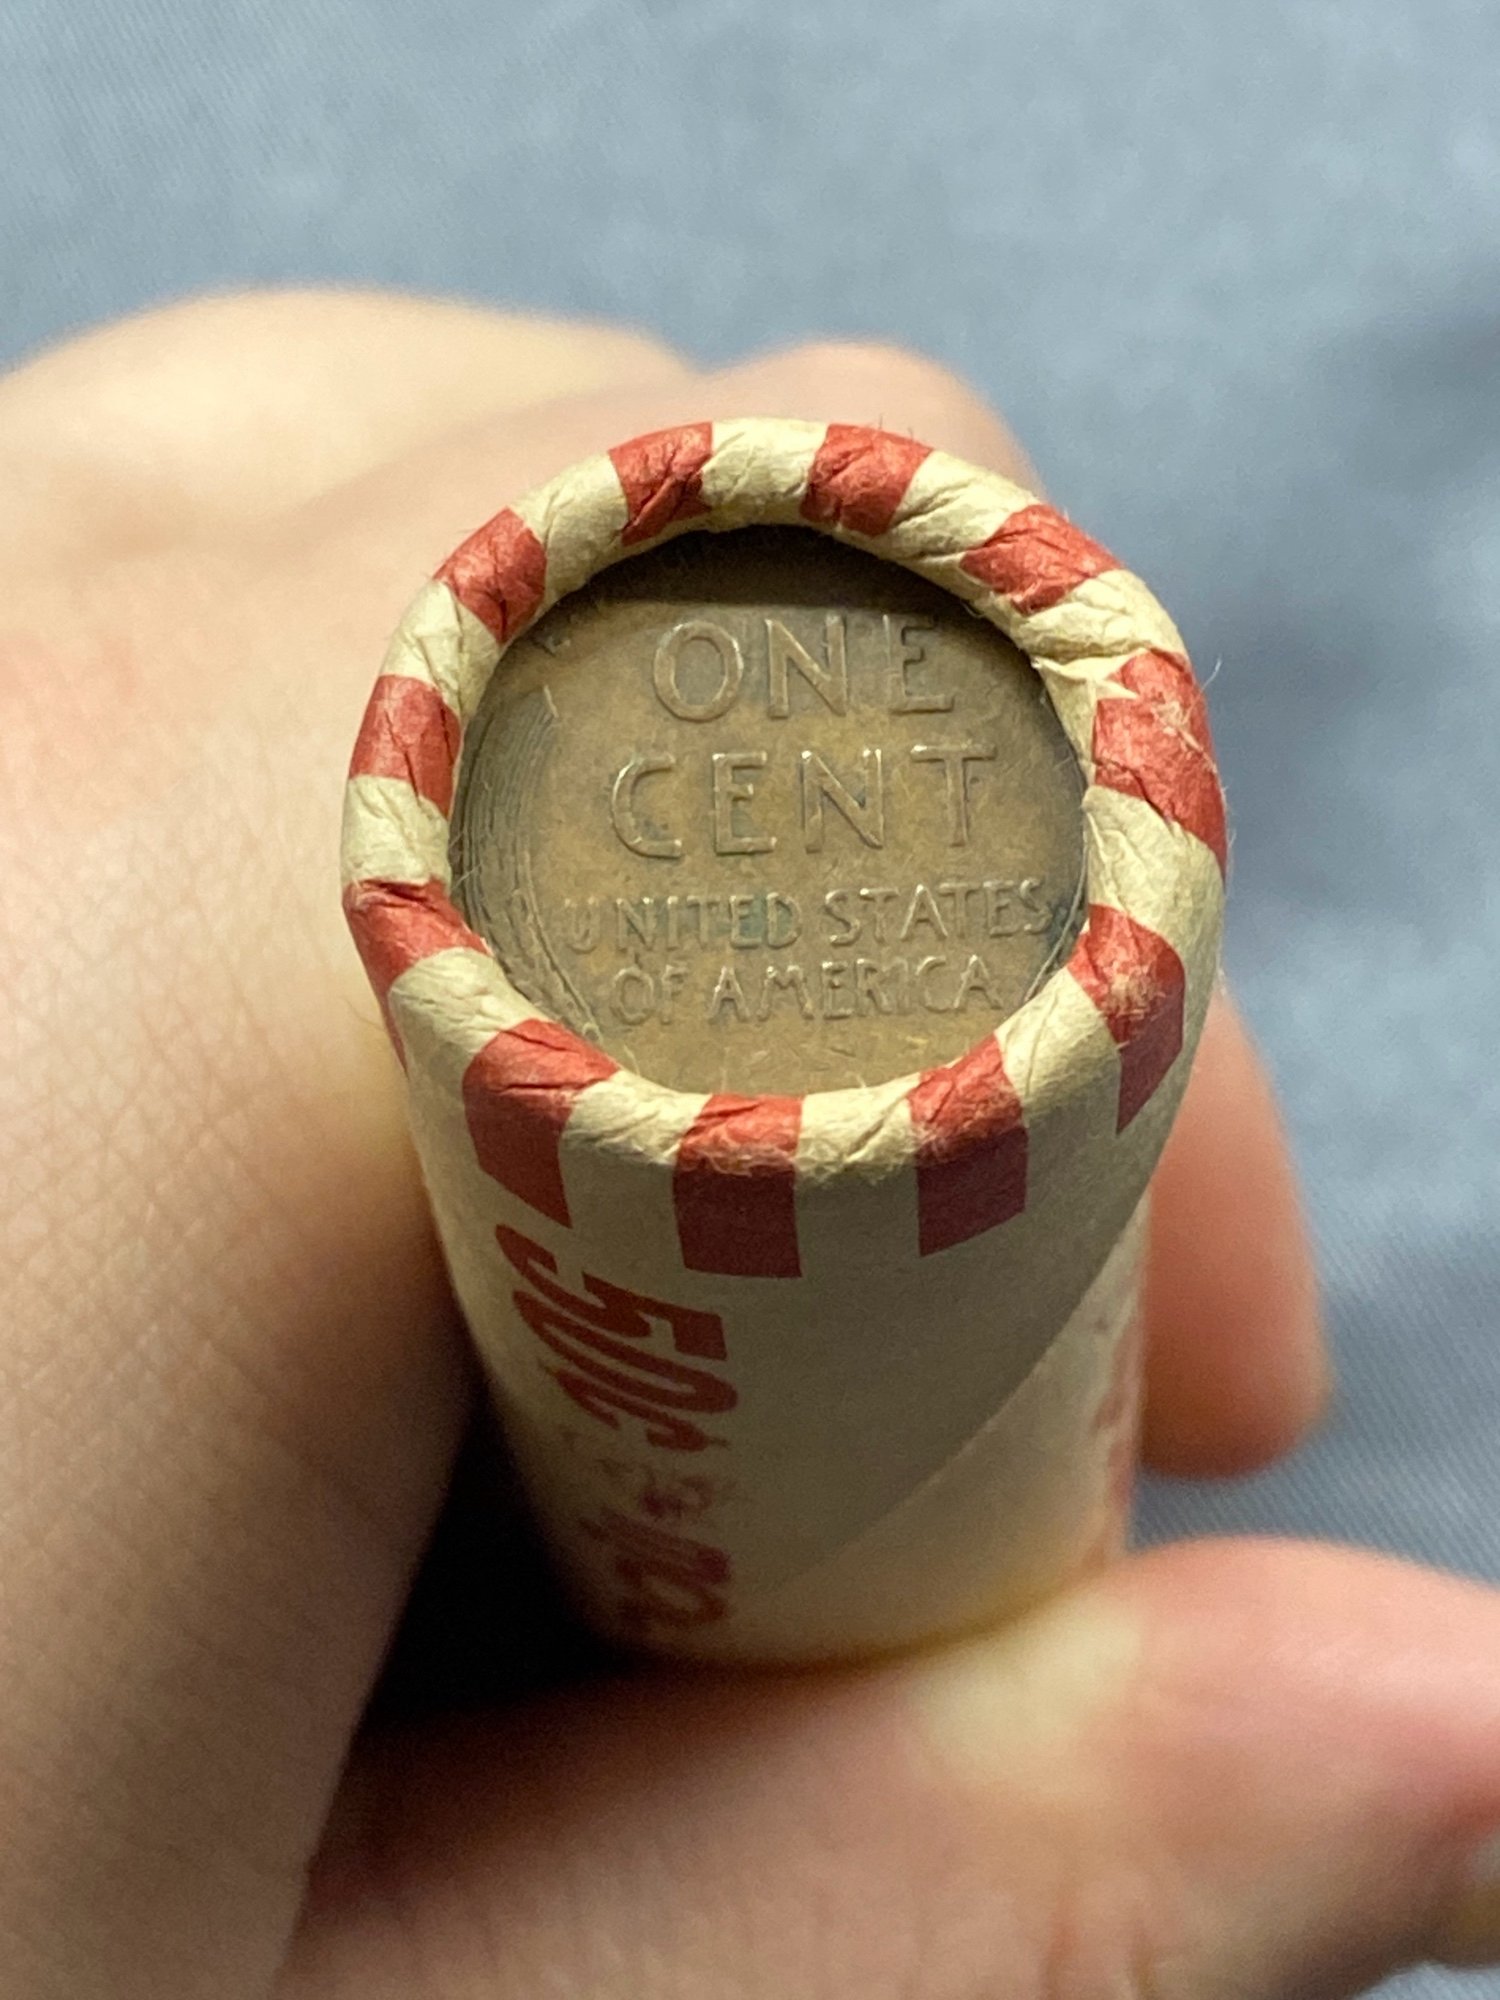 ONE
CENT
UNITED STATES
OF AMERICA
50¢